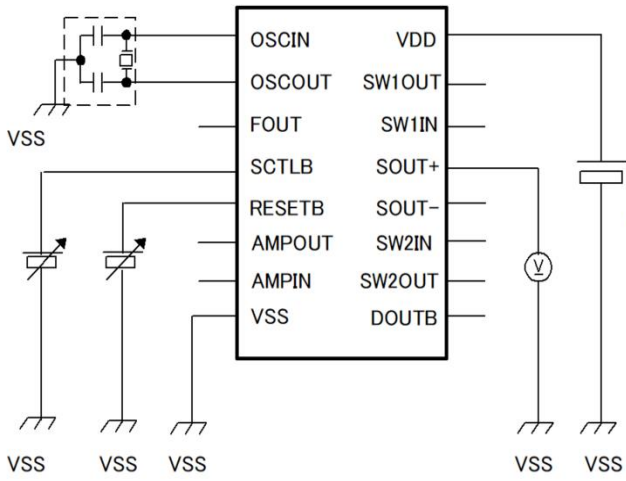 OSCIN VDD
OSCOUT SW1OUT
FOUT SW1IN
VSS
SCTLB SOUT+
RESETB SOUT-
AMPOUT SW2IN
V
AMPIN SW2OUT
VSS DOUTB
VSS VSS VSS VSS VSS